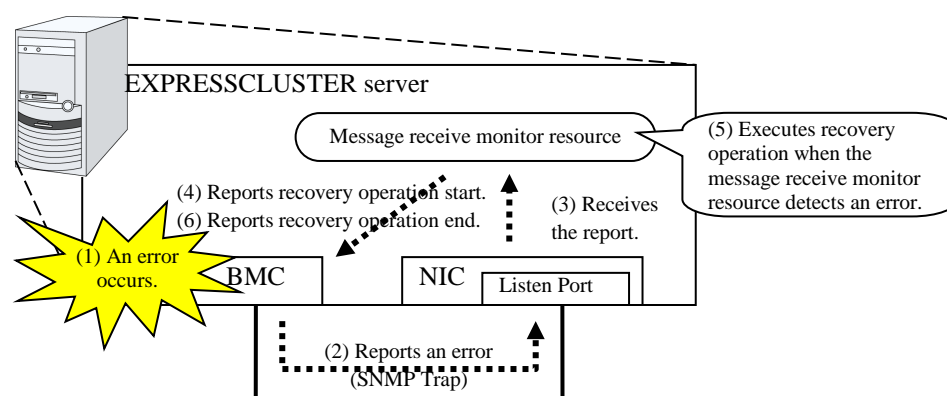 EXPRESSCLUSTER server
Message receive monitor resource
(5) Executes recovery
operation when the
message receive monitor
resource detects an error.
(4) Reports recovery operation start.
(6) Reports recovery operation end.
(3) Receives
the report.
(1) An error
occurs.
BMC
NIC
Listen Port
(2) Reports an error
(SNMP Trap)